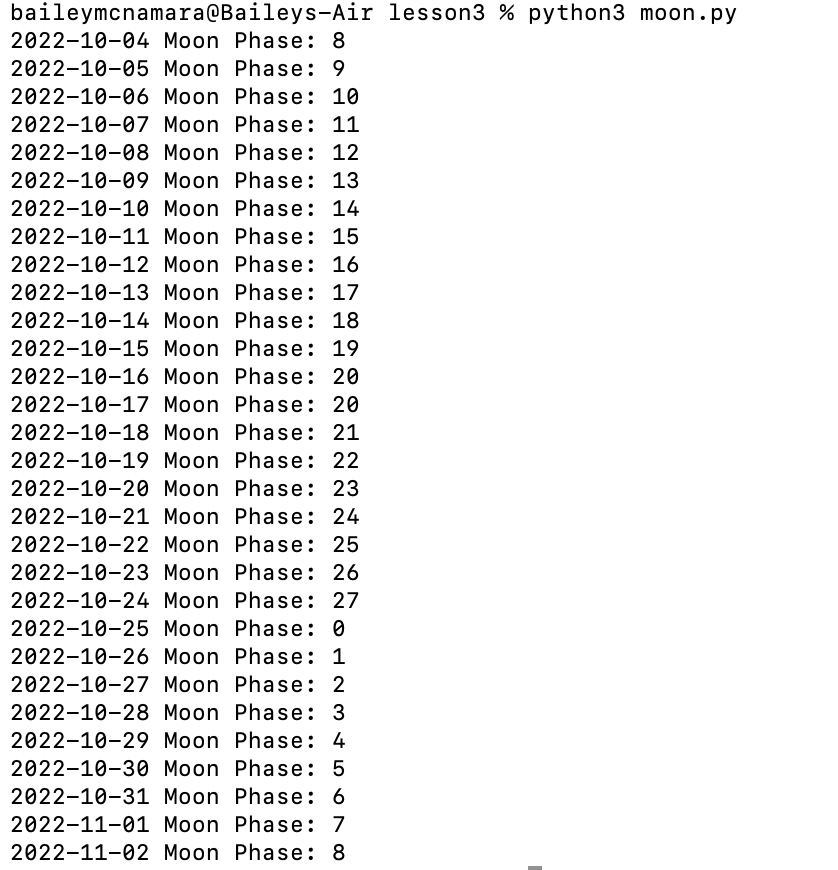 baileymcnamara@Baileys-Air lesson3 % python3 moon.py
2022-10-04 Moon Phase: 8
2022-10-05 Moon Phase: 9
2022-10-06 Moon Phase: 10
2022-10-07 Moon Phase: 11
2022-10-08 Moon Phase: 12
2022-10-09 Moon Phase: 13
2022-10-10 Moon Phase: 14
2022-10-11 Moon Phase: 15
2022-10-12 Moon Phase: 16
2022-10-13 Moon Phase: 17
2022-10-14 Moon Phase: 18
2022-10-15 Moon Phase: 19
2022-10-16 Moon Phase: 20
2022-10-17 Moon Phase: 20
2022-10-18 Moon Phase: 21
2022-10-19 Moon Phase: 22
2022-10-20 Moon Phase: 23
2022-10-21 Moon Phase: 24
2022-10-22 Moon Phase: 25
2022-10-23 Moon Phase: 26
2022-10-24 Moon Phase: 27
2022-10-25 Moon Phase: 0
2022-10-26 Moon Phase: 1
2022-10-27 Moon Phase: 2
2022-10-28 Moon Phase: 3
2022-10-29 Moon Phase: 4
2022-10-30 Moon Phase: 5
2022-10-31 Moon Phase: 6
2022-11-01 Moon Phase: 7
2022-11-02 Moon Phase: 8